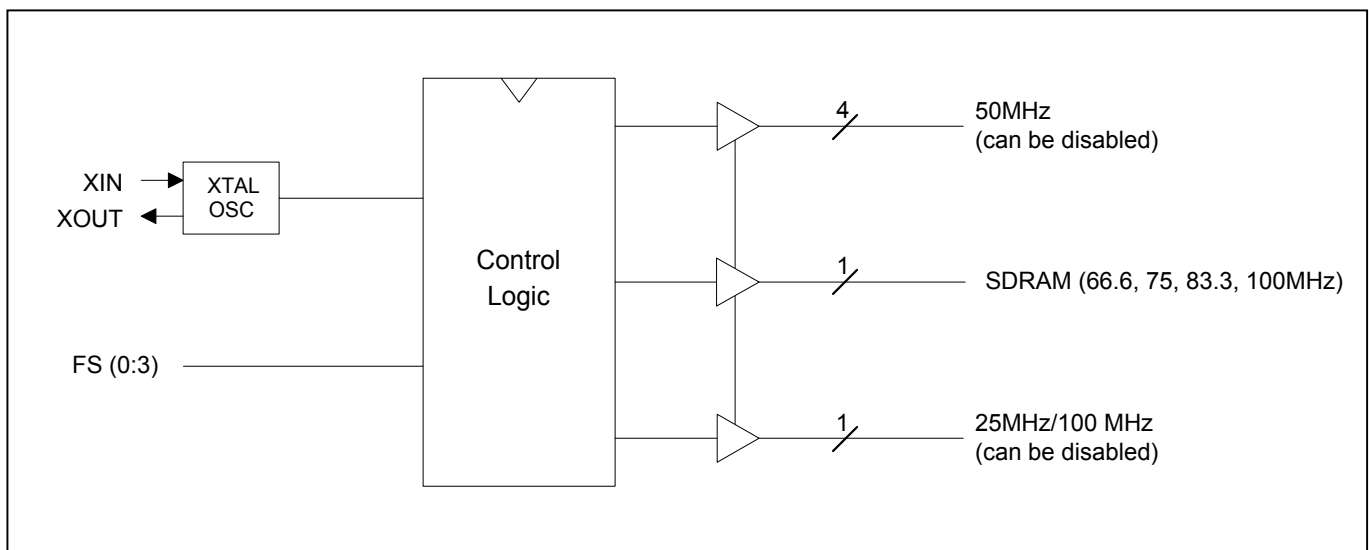 XIN
XOUT
XTAL
OSC
FS (0:3)
Control
Logic
4
50MHz
(can be disabled)
1
SDRAM (66.6, 75, 83.3, 100MHz)
1
25MHz/100 MHz
(can be disabled)